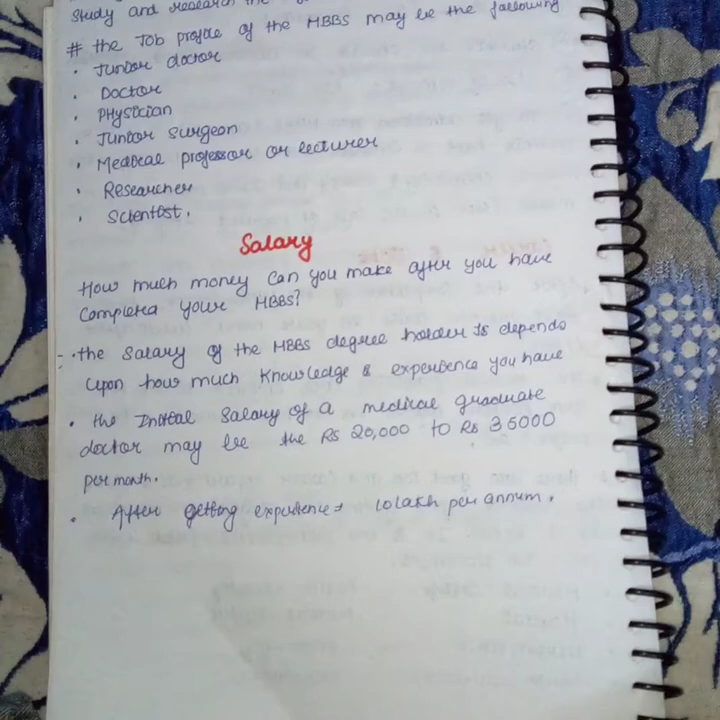 Study and research the
# the Job profile of the MBBS may be the following
· Junior doctor
· Doctor
· Physician
· Junior surgeon
· Medical professor or lecturer
· Researcher
· Scientist.
Salary
How much money can you make after you have
completed your MBBS?
:- · the salary of the MBBS degree holder is depends
upon how much knowledge & experience you have
· the Initial salary of a medical graduate
doctor may be the Rs 20,000 to Rs 35000
per month.
· After getting experience → 10 lakh per annum.